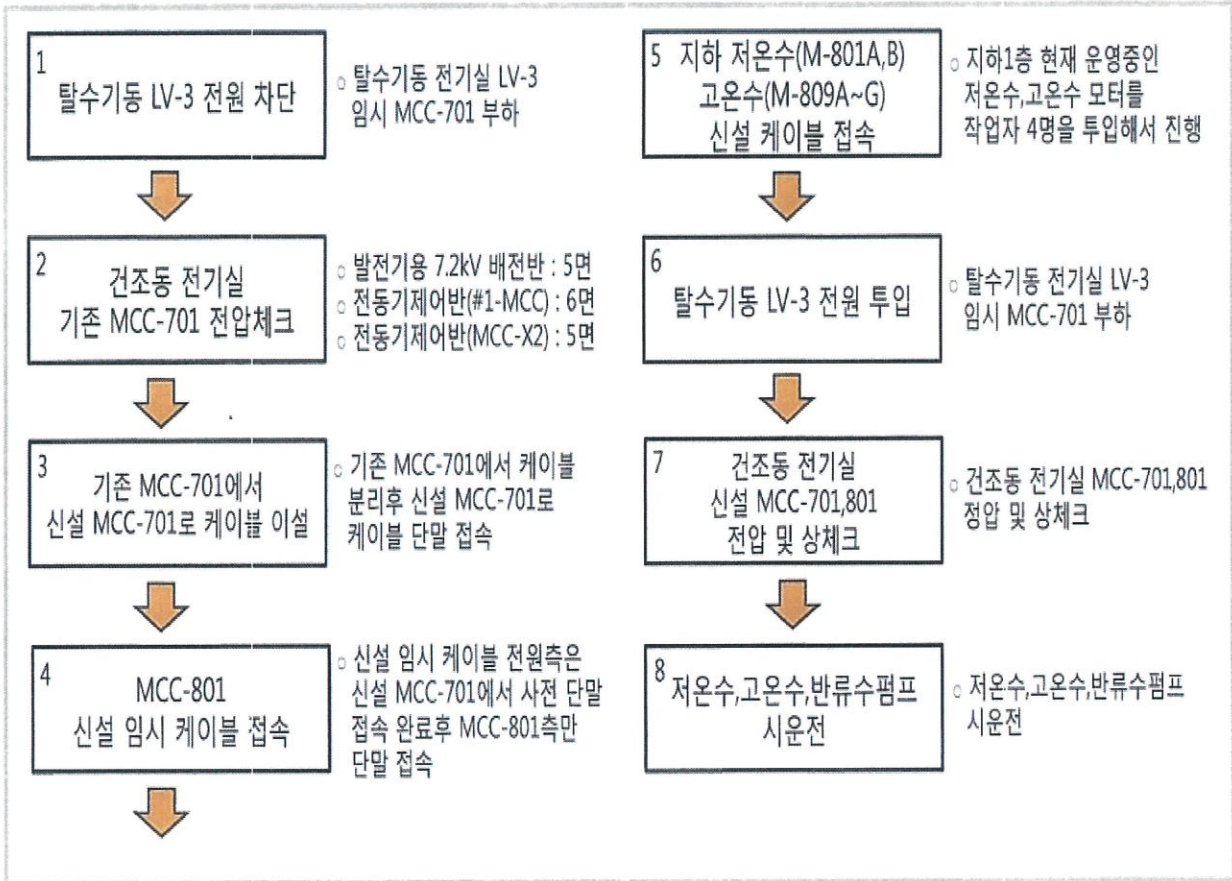 1
탈수기동 LV-3 전원 차단
○ 탈수기동 전기실 LV-3
임시 MCC-701 부하
2
건조동 전기실
기존 MCC-701 전압체크
○ 발전기용 7.2kV 배전반 : 5면
○ 전동기제어반(#1-MCC) : 6면
○ 전동기제어반(MCC-X2) : 5면
3
기존 MCC-701에서
신설 MCC-701로 케이블 이설
○ 기존 MCC-701에서 케이블
분리후 신설 MCC-701로
케이블 단말 접속
4
MCC-801
신설 임시 케이블 접속
○ 신설 임시 케이블 전원측은
신설 MCC-701에서 사전 단말
접속 완료후 MCC-801측만
단말 접속
5 지하 저온수(M-801A,B)
고온수(M-809A~G)
신설 케이블 접속
○ 지하1층 현재 운영중인
저온수,고온수 모터를
작업자 4명을 투입해서 진행
6
탈수기동 LV-3 전원 투입
○ 탈수기동 전기실 LV-3
임시 MCC-701 부하
7
건조동 전기실
신설 MCC-701,801
전압 및 상체크
○ 건조동 전기실 MCC-701,801
정압 및 상체크
8
저온수,고온수,반류수펌프
시운전
○ 저온수,고온수,반류수펌프
시운전